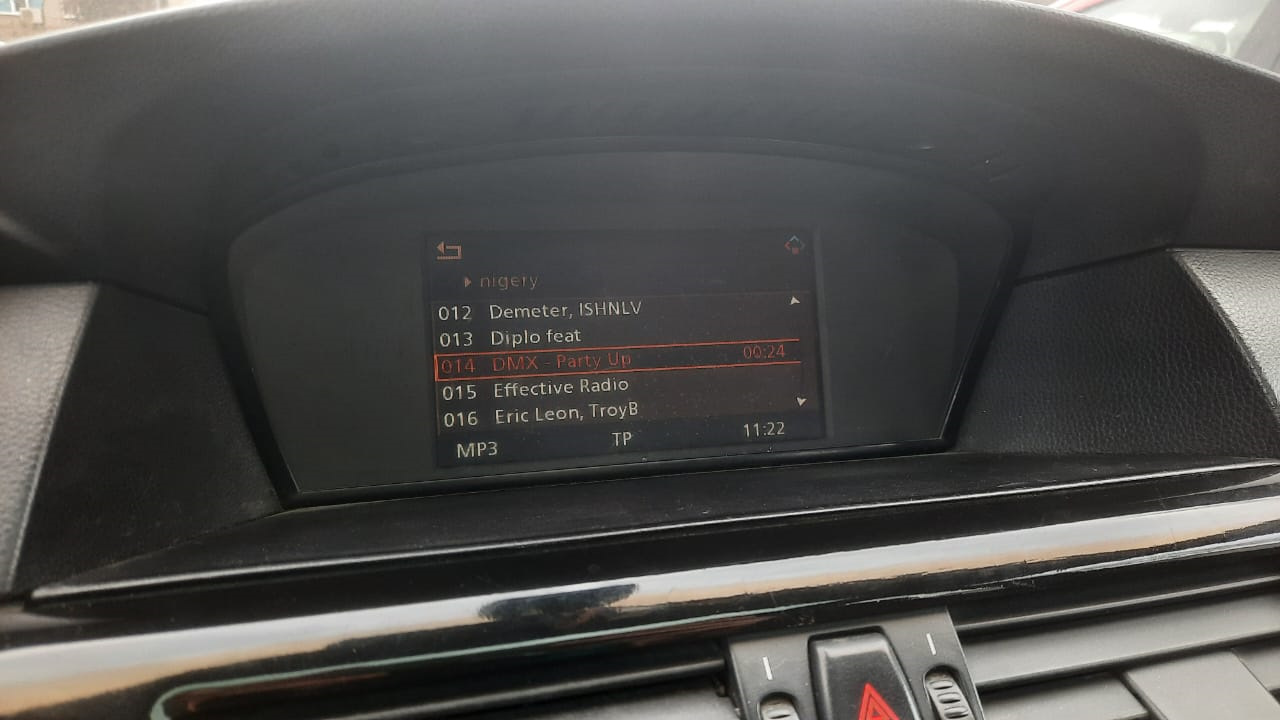 nigery
012 Demeter, ISHNLV
013 Diplo feat
014 DMX - Party Up 00:24
015 Effective Radio
016 Eric Leon, TroyB
MP3 TP 11:22